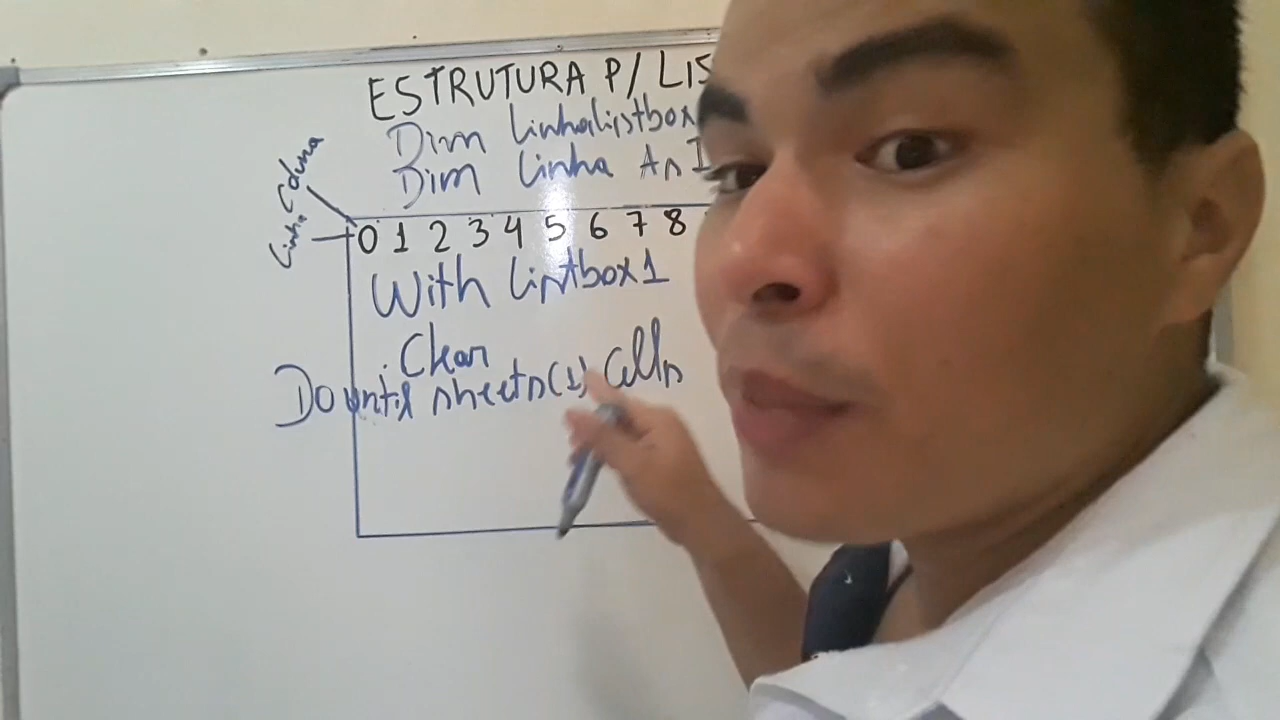 ESTRUTURA P/ LIS
Dim linhalistbox
Dim linha As I
Coluna
Linha
0 1 2 3 4 5 6 7 8
With listbox1
.Clear
Do until sheets(1).Cells